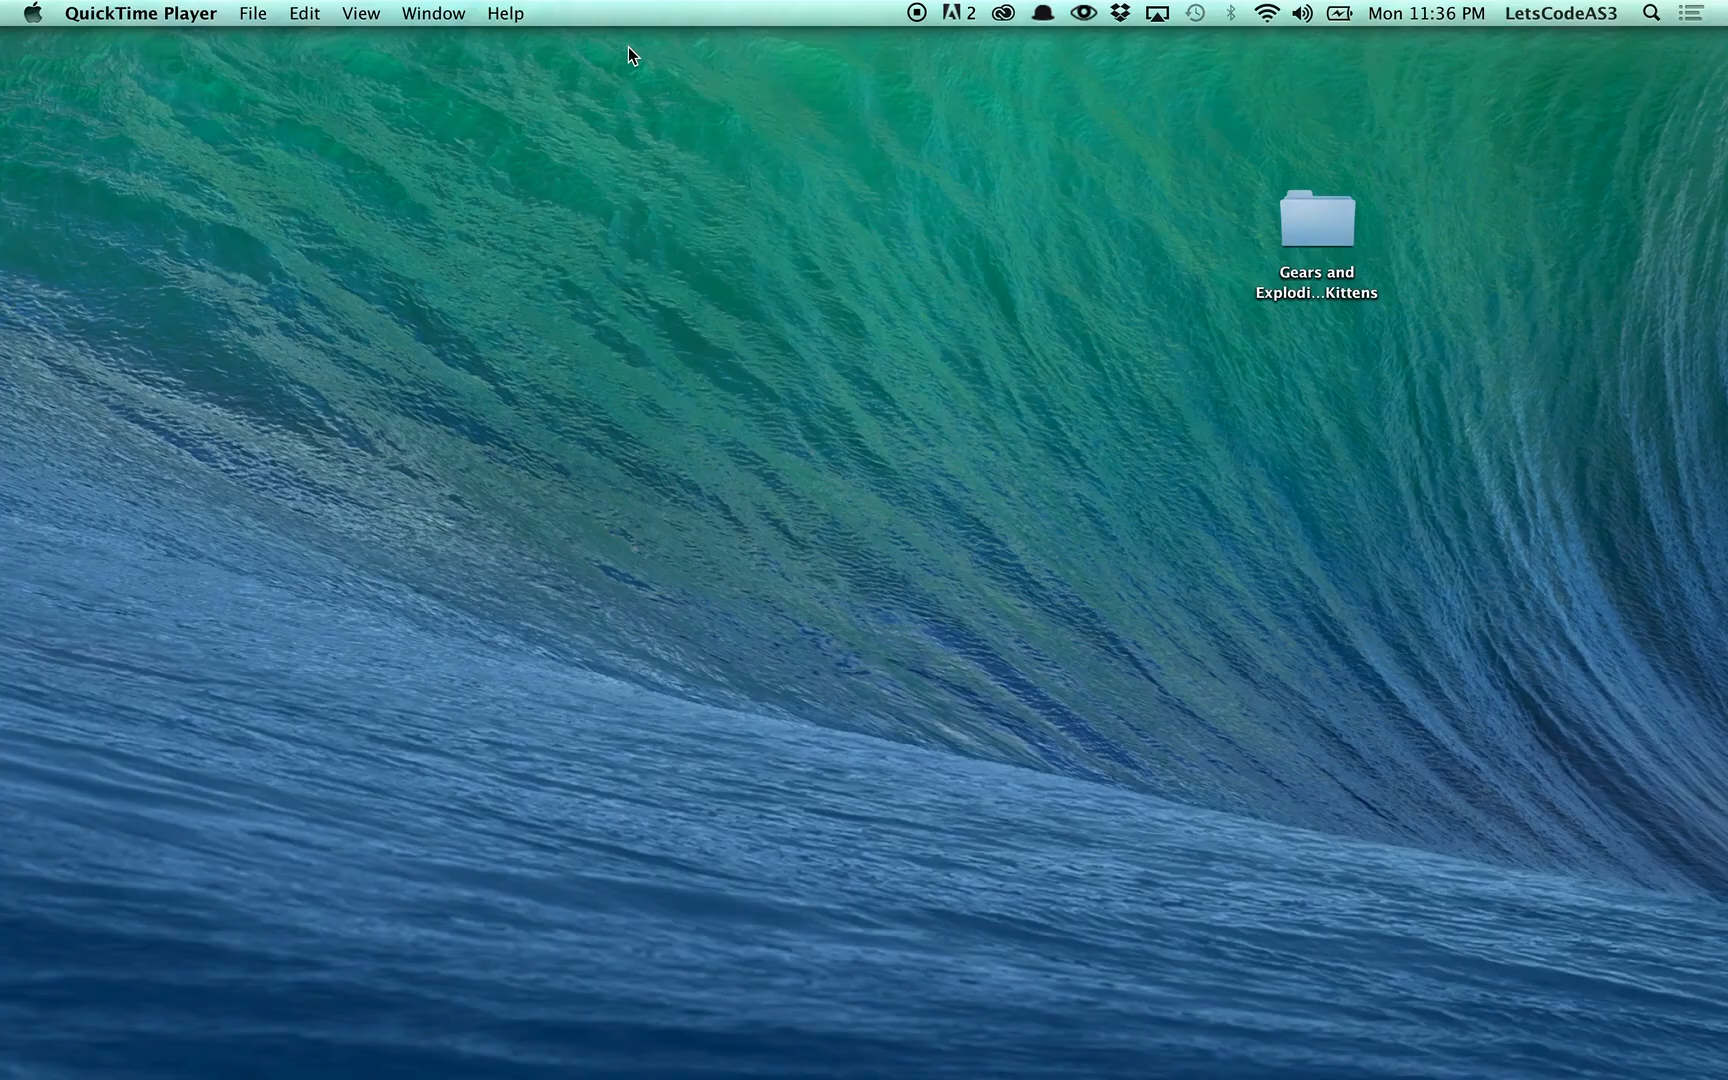 QuickTime Player File Edit View Window Help 2 Mon 11:36 PM LetsCodeAS3
Gears and
Explodi...Kittens